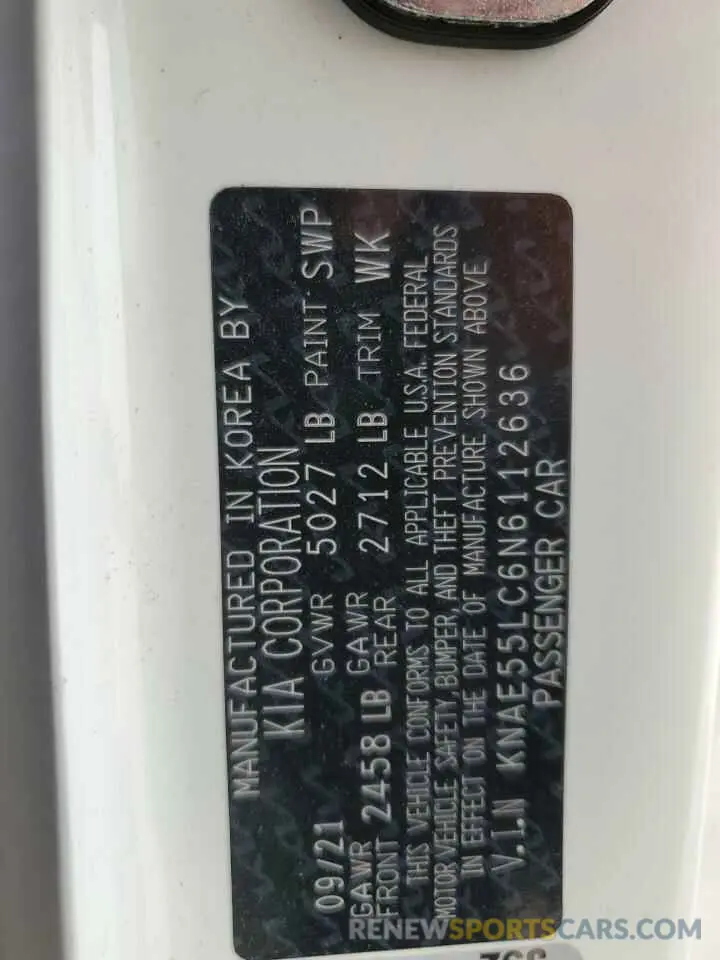 MANUFACTURED IN KOREA BY
KIA CORPORATION
09/21 GVWR 5027 LB PAINT SWP
GAWR FRONT 2458 LB GAWR REAR 2712 LB TRIM WK
THIS VEHICLE CONFORMS TO ALL APPLICABLE U.S.A. FEDERAL
MOTOR VEHICLE SAFETY, BUMPER, AND THEFT PREVENTION STANDARDS
IN EFFECT ON THE DATE OF MANUFACTURE SHOWN ABOVE
V.I.N KNAE55LC6N6112636
PASSENGER CAR
RENEWSPORTSCARS.COM